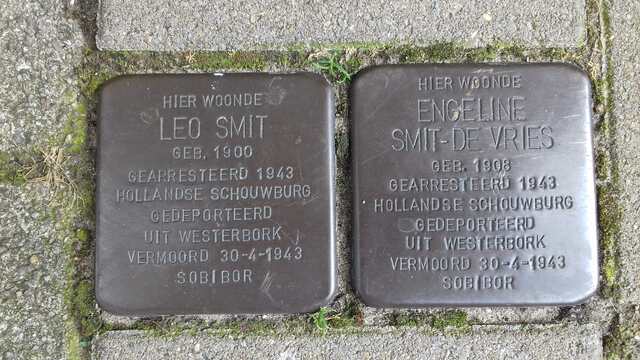 HIER WOONDE
LEO SMIT
GEB. 1900
GEARRESTEERD 1943
HOLLANDSE SCHOUWBURG
GEDEPORTEERD
UIT WESTERBORK
VERMOORD 30-4-1943
SOBIBOR
HIER WOONDE
ENGELINE
SMIT-DE VRIES
GEB. 1908
GEARRESTEERD 1943
HOLLANDSE SCHOUWBURG
GEDEPORTEERD
UIT WESTERBORK
VERMOORD 30-4-1943
SOBIBOR